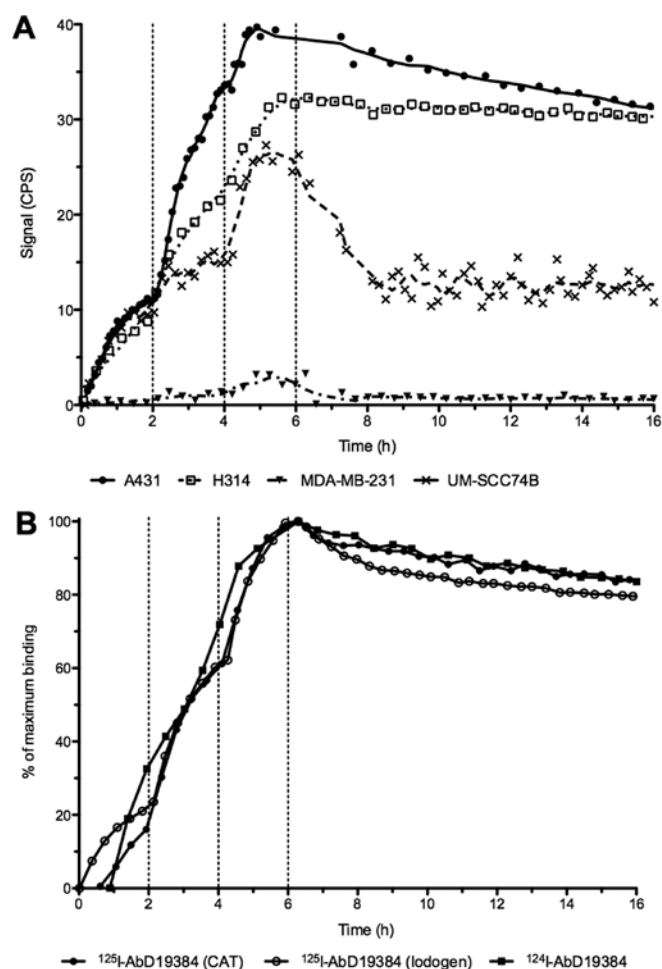 A
40
30
20
10
0
Signal (CPS)
0 2 4 6 8 10 12 14 16
Time (h)
A431 H314 MDA-MB-231 UM-SCC74B
B
100
80
60
40
20
0
% of maximum binding
0 2 4 6 8 10 12 14 16
Time (h)
¹²⁵I-AbD19384 (CAT) ¹²⁵I-AbD19384 (Iodogen) ¹²⁴I-AbD19384